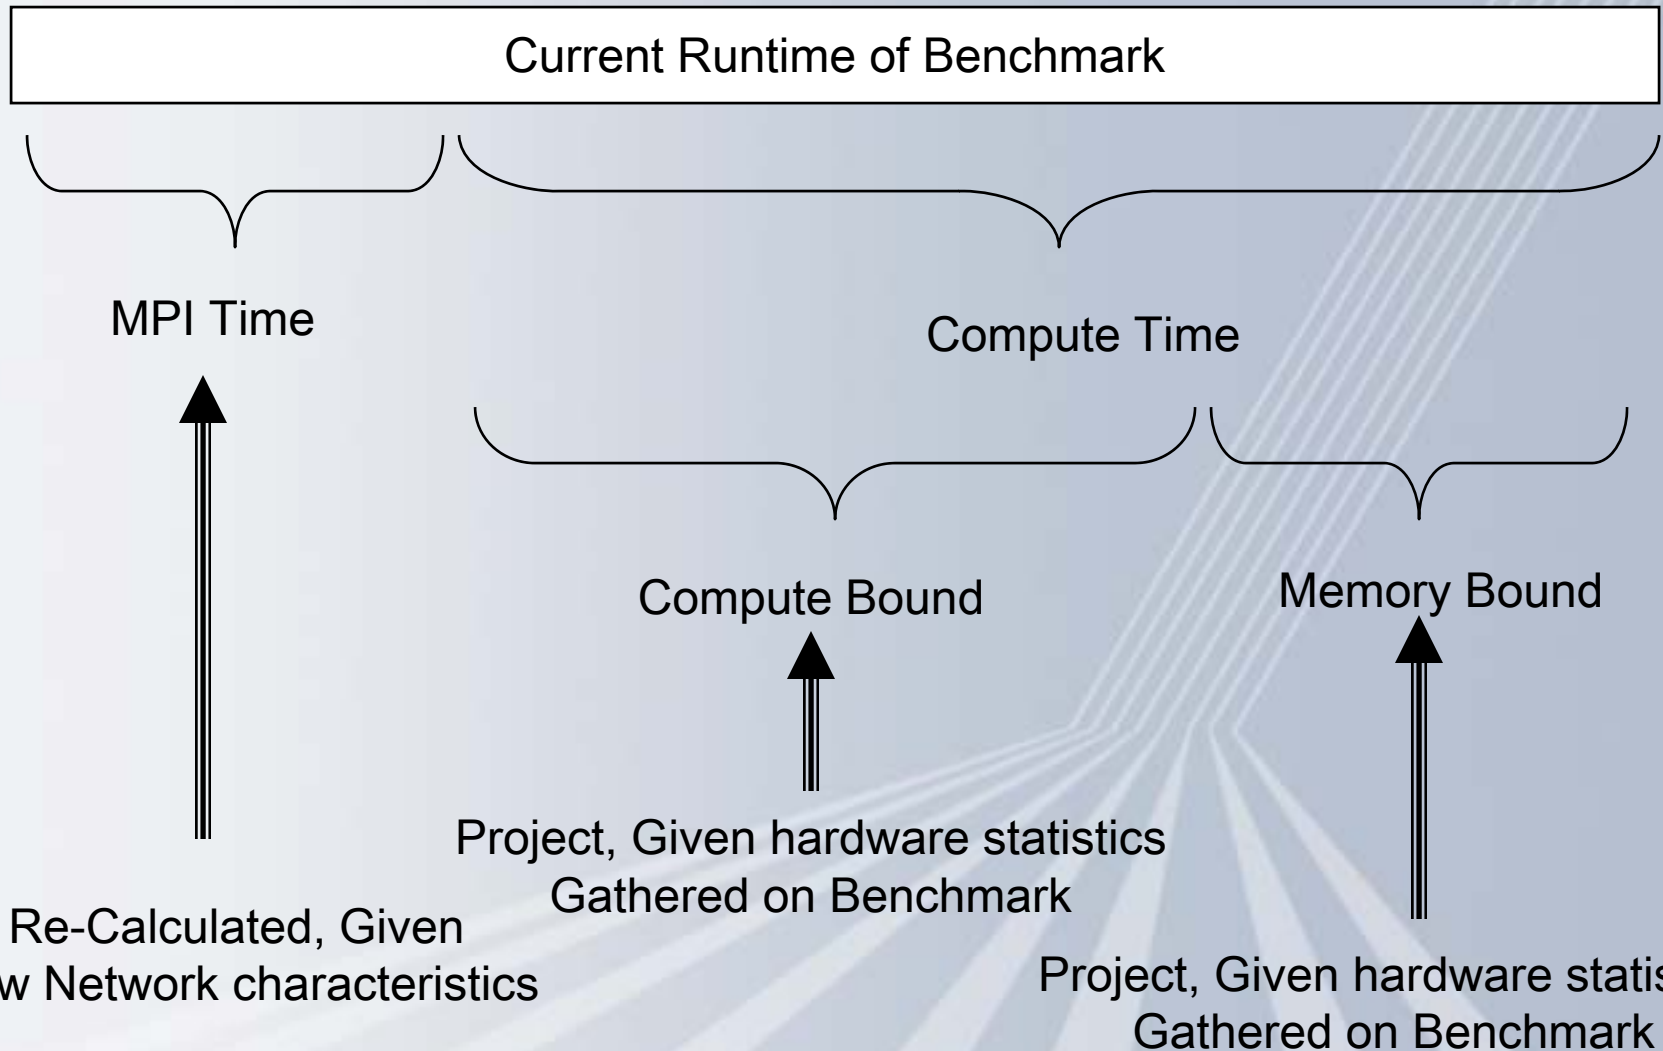 Current Runtime of Benchmark
MPI Time
Compute Time
Compute Bound
Memory Bound
Project, Given hardware statistics
Gathered on Benchmark
Re-Calculated, Given
Network characteristics
Project, Given hardware
Gathered on Benchmark